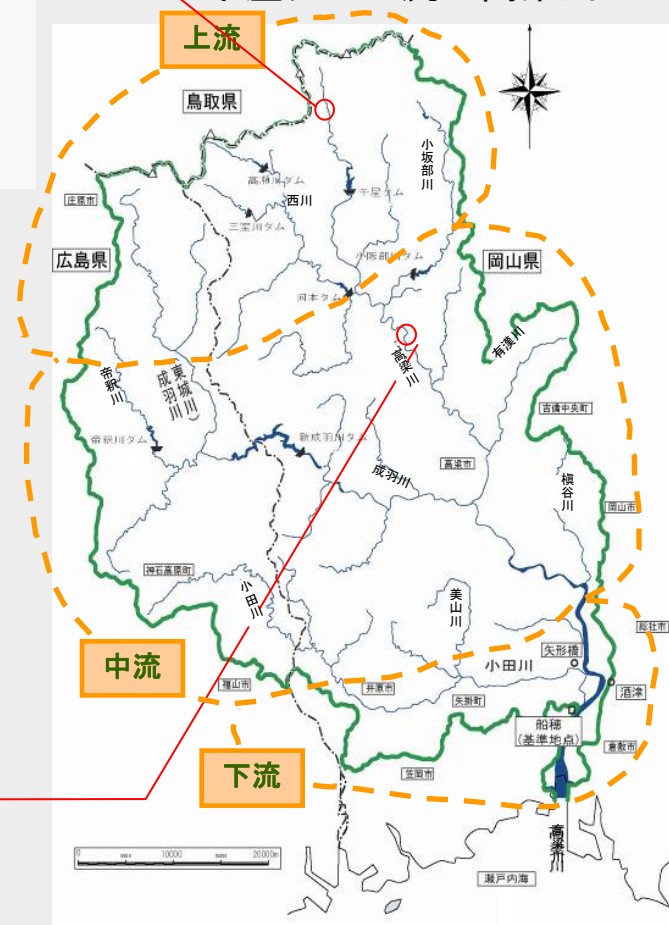 上流
鳥取県
小坂部川
高瀬川ダム
千屋ダム
西川
庄原市
三室川ダム
広島県
小阪部川ダム
岡山県
河本ダム
有漢川
高梁川
帝釈川
成羽川
(東城川)
吉備中央町
帝釈川ダム
新成羽川ダム
高梁市
成羽川
槇谷川
岡山市
神石高原町
小田川
美山川
総社市
中流
矢形橋
小田川
福山市
井原市
酒津
矢掛町
船穂
(基準地点)
倉敷市
下流
笠岡市
高梁川
0
10000
20000m
瀬戸内海